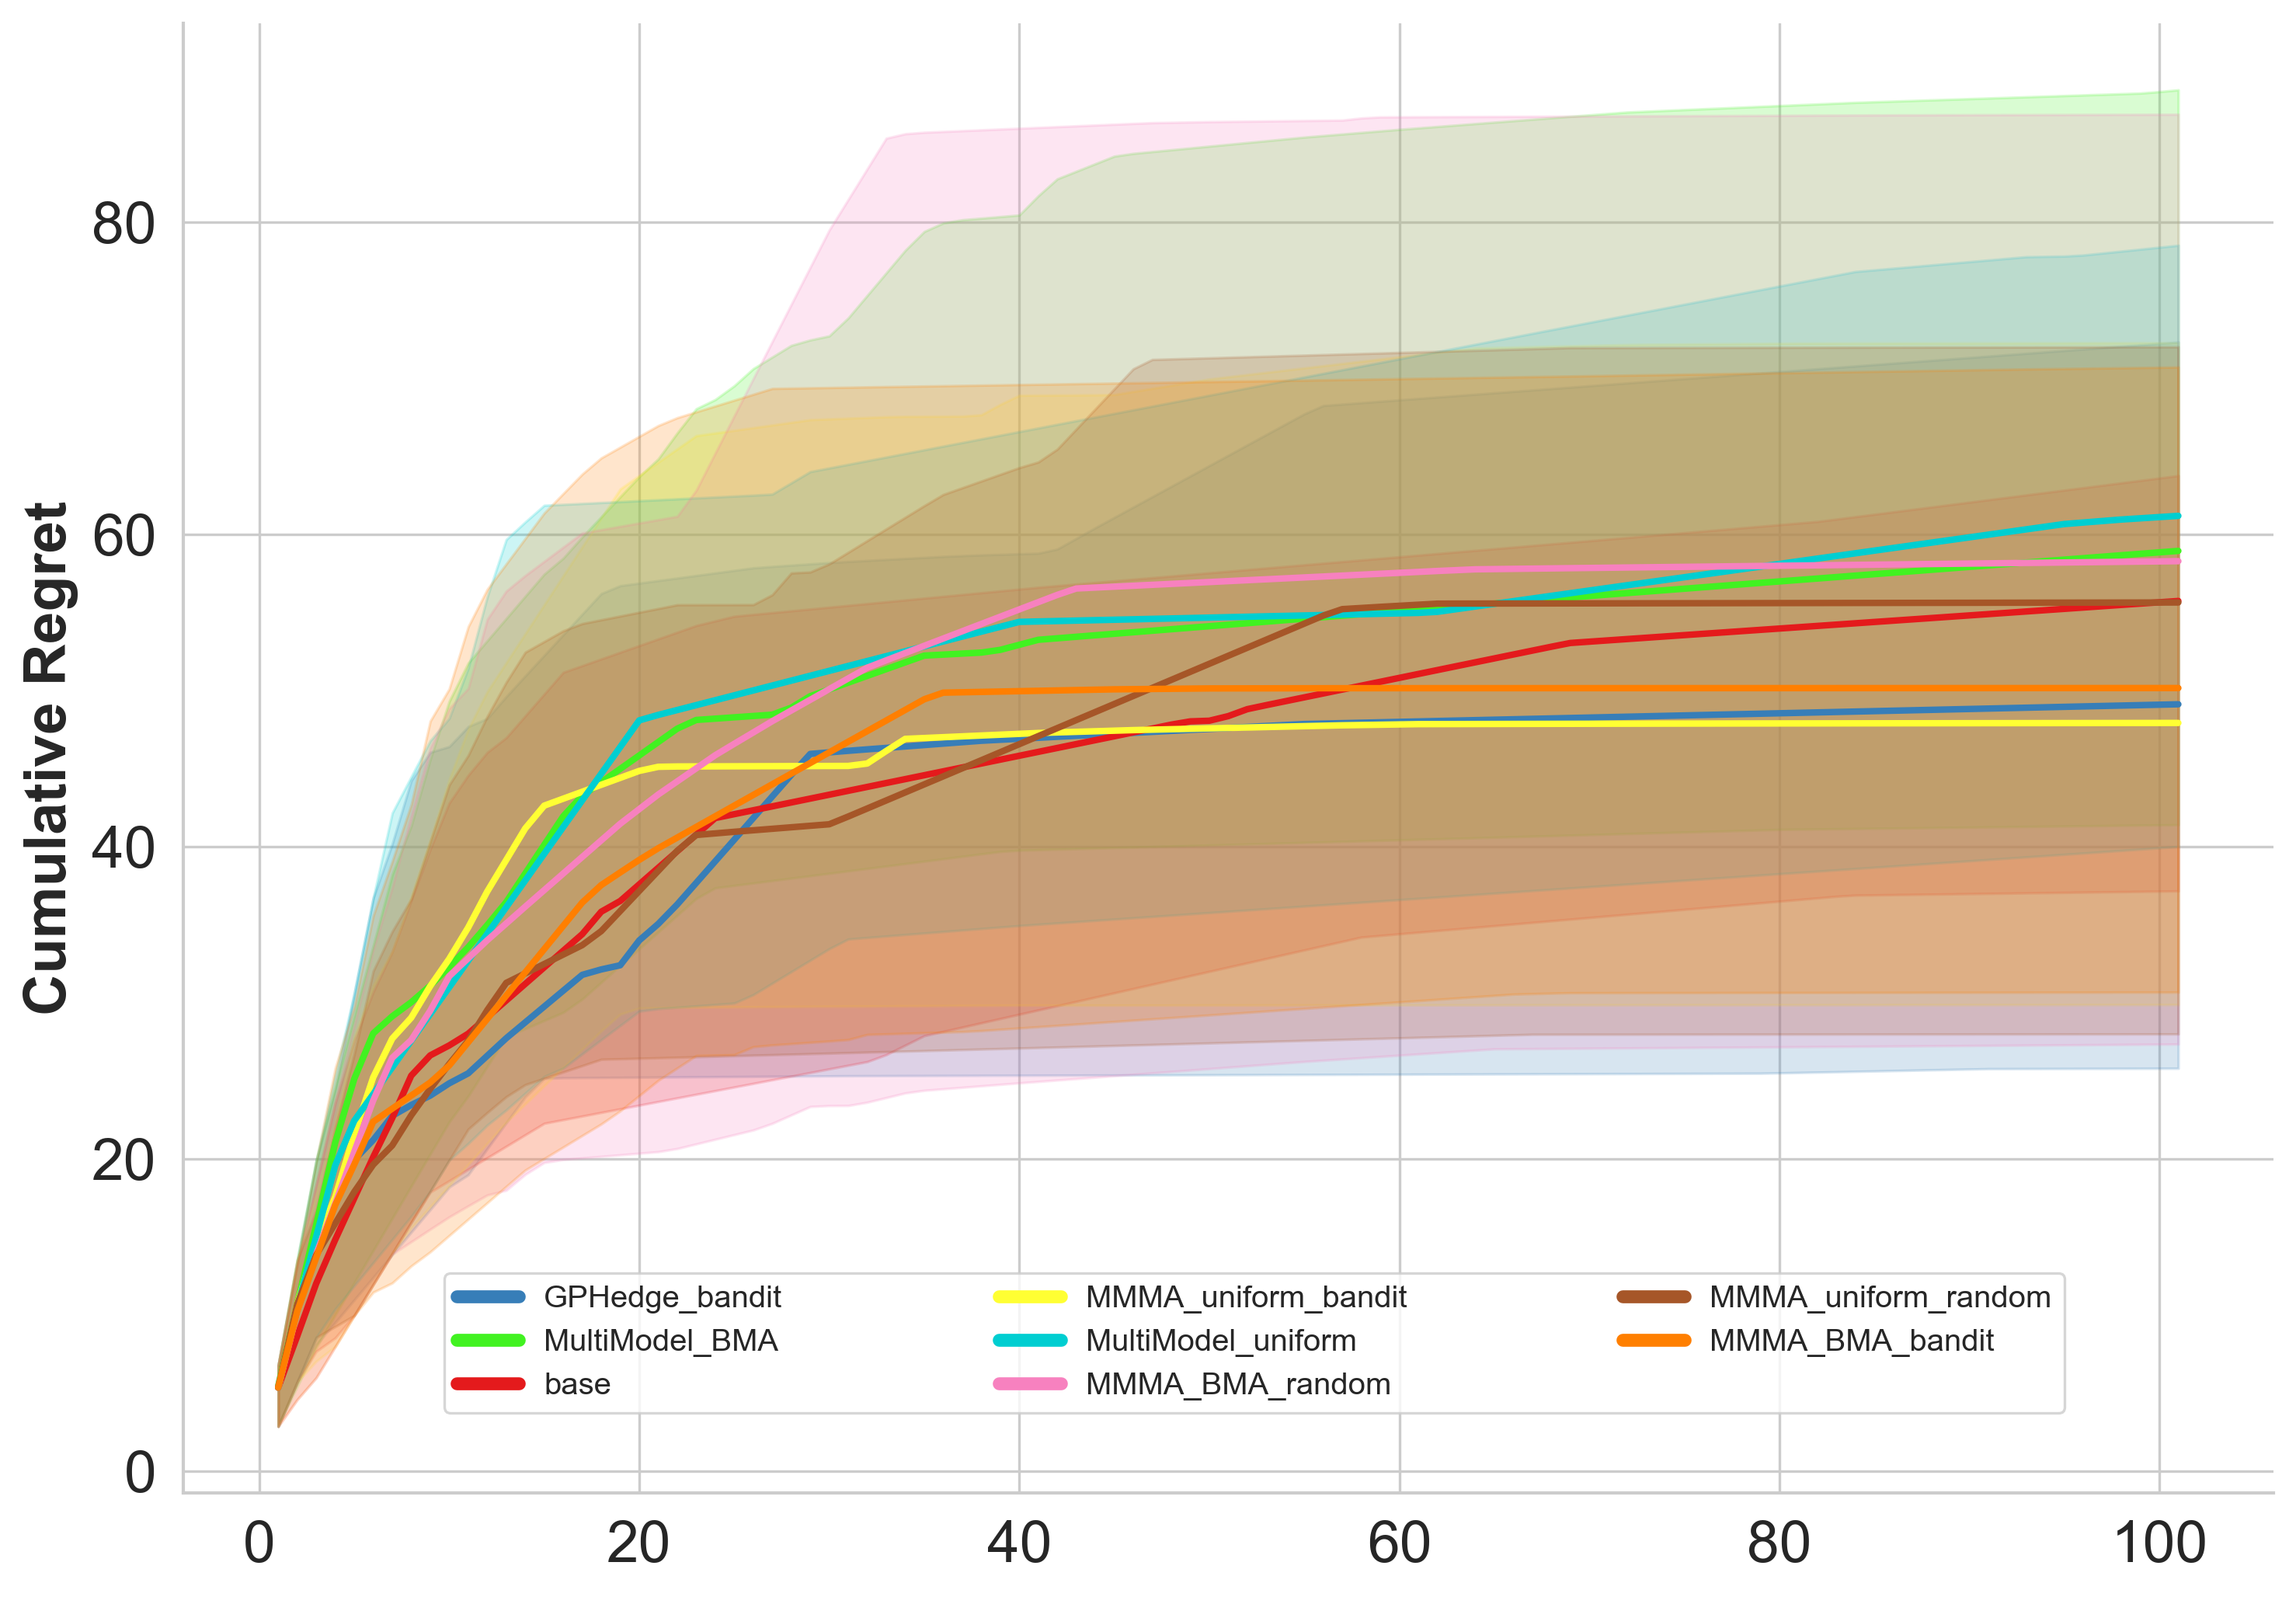 Cumulative Regret
80
60
40
20
0
GPHedge_bandit
MultiModel_BMA
base
MMMA_uniform_bandit
MultiModel_uniform
MMMA_BMA_random
MMMA_uniform_random
MMMA_BMA_bandit
0 20 40 60 80 100